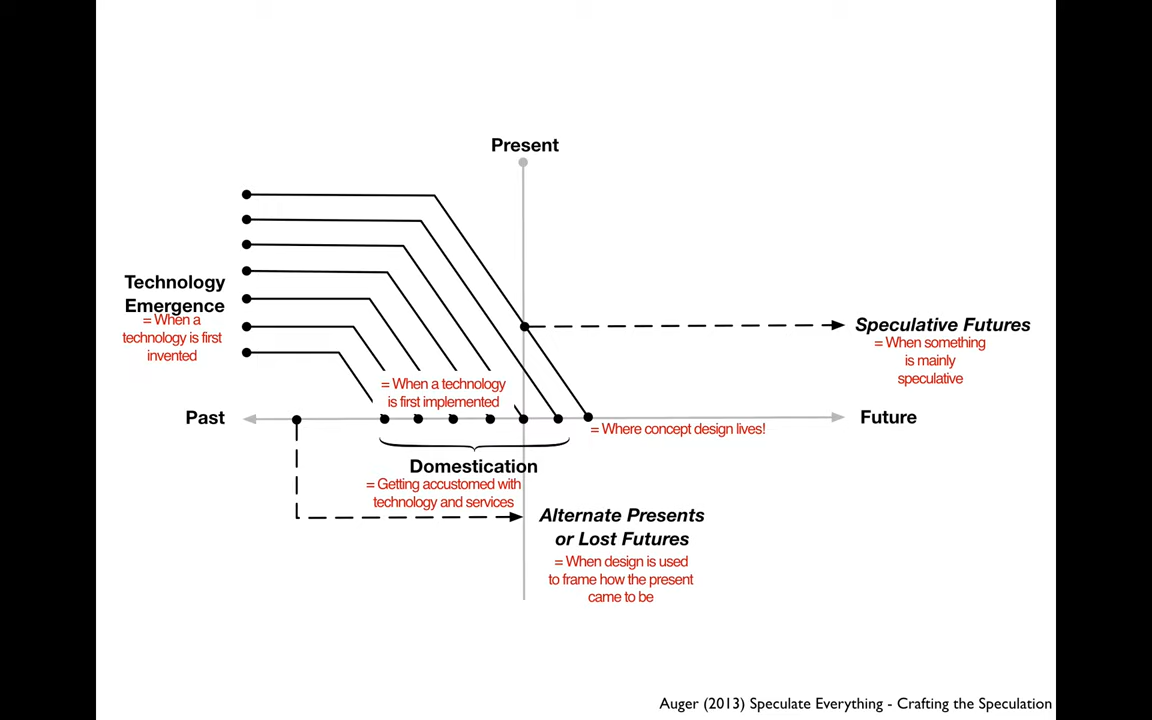 Present
Technology
Emergence
= When a
technology is first
invented
Speculative Futures
= When something
is mainly
speculative
= When a technology
is first implemented
Past
Future
= Where concept design lives!
Domestication
= Getting accustomed with
technology and services
Alternate Presents
or Lost Futures
= When design is used
to frame how the present
came to be
Auger (2013) Speculate Everything - Crafting the Speculation